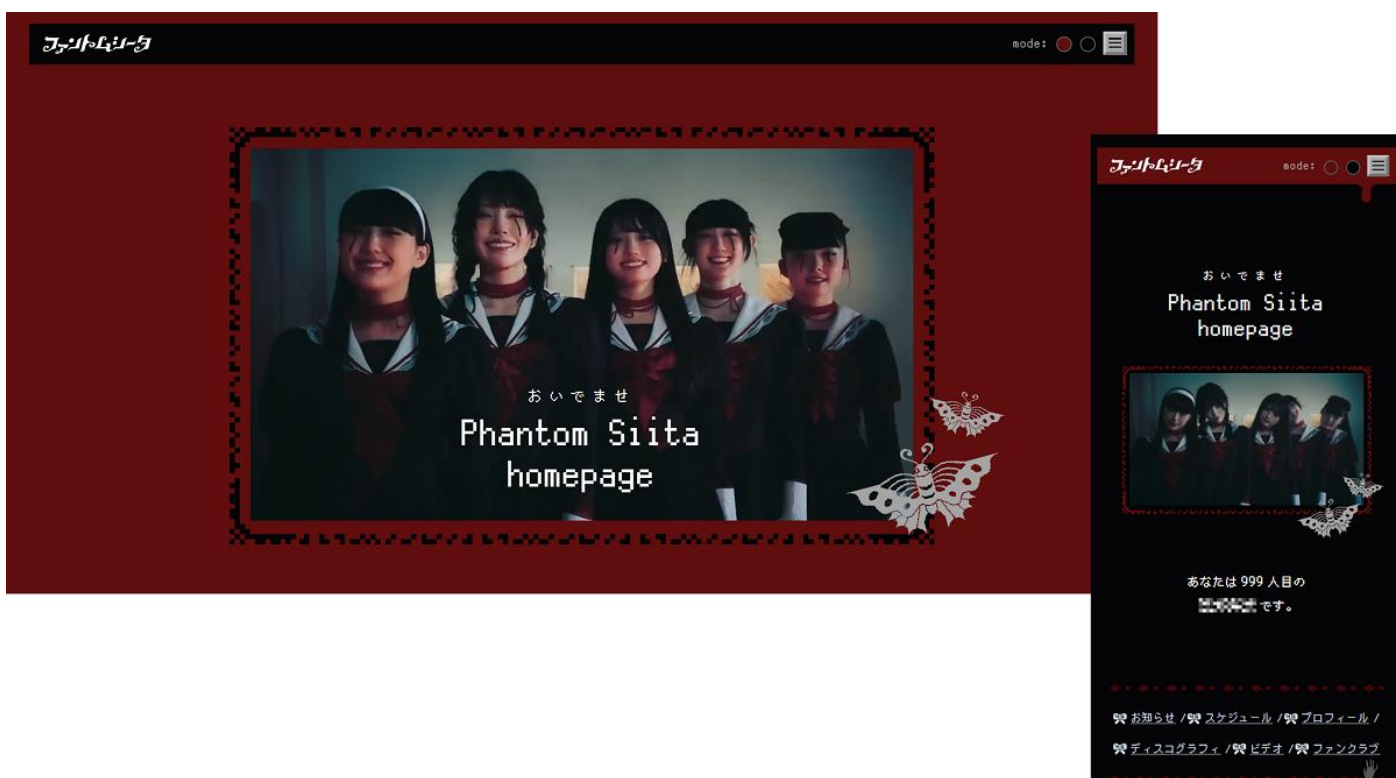 ファントムシータ
mode:
おいでませ
Phantom Siita
homepage
ファントムシータ
mode:
おいでませ
Phantom Siita
homepage
あなたは 999 人目の
です。
お知らせ / スケジュール / プロフィール /
ディスコグラフィ / ビデオ / ファンクラブ